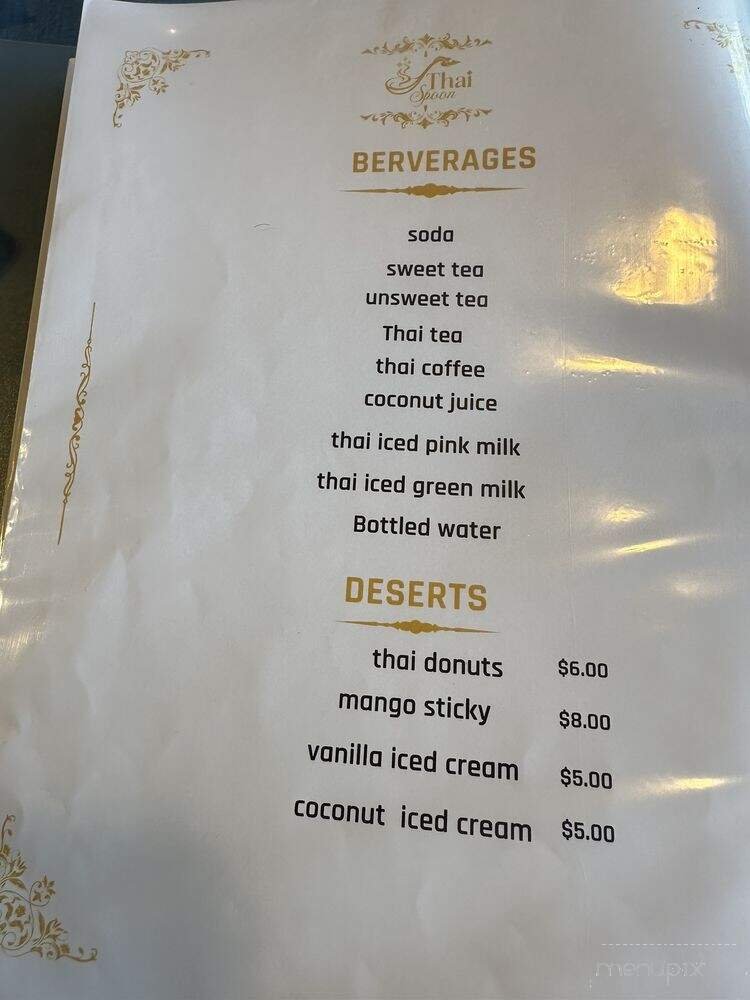 Thai
Spoon
BERVERAGES
soda
sweet tea
unsweet tea
Thai tea
thai coffee
coconut juice
thai iced pink milk
thai iced green milk
Bottled water
DESERTS
thai donuts $6.00
mango sticky $8.00
vanilla iced cream $5.00
coconut iced cream $5.00
menupix